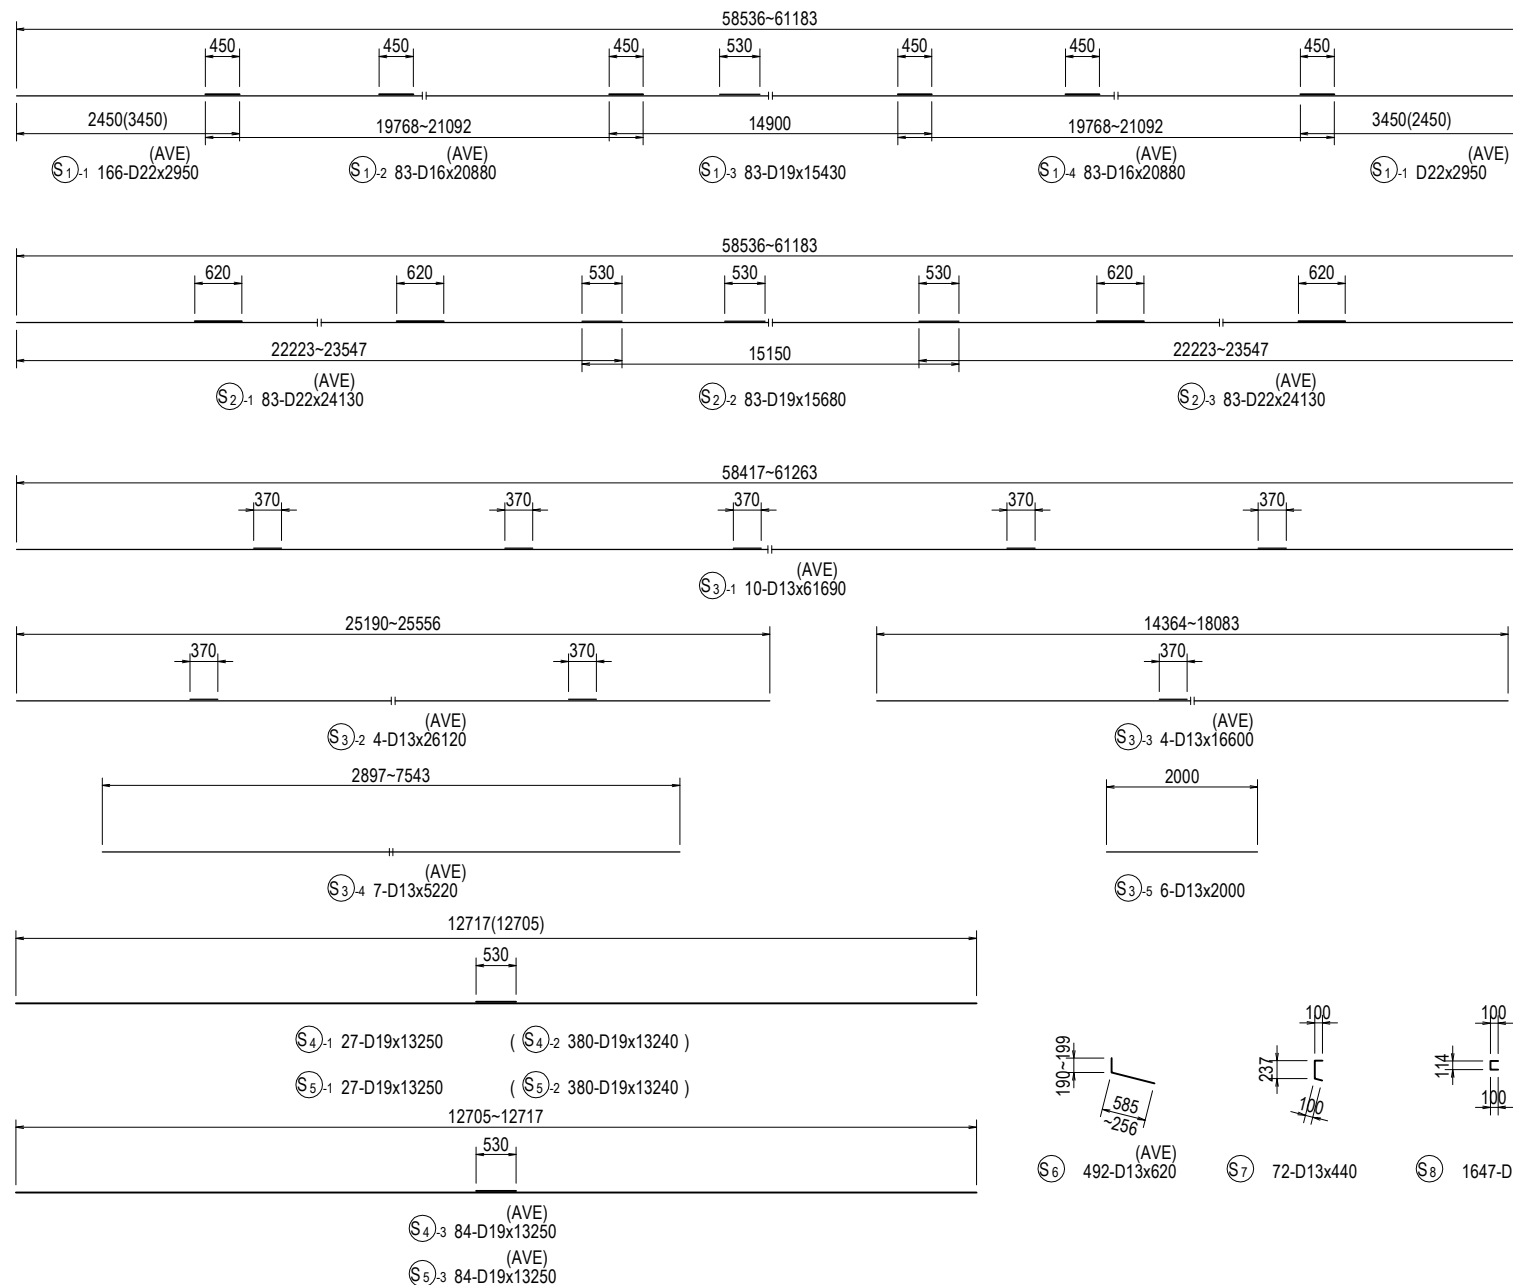 58536~61183
450 450 450 530 450 450 450
2450(3450) 19768~21092 14900 19768~21092 3450(2450)
(AVE) (AVE) (AVE) (AVE)
S1-1 166-D22x2950 S1-2 83-D16x20880 S1-3 83-D19x15430 S1-4 83-D16x20880 S1-1 D22x2950
58536~61183
620 620 530 530 530 620 620
22223~23547 15150 22223~23547
(AVE) (AVE)
S2-1 83-D22x24130 S2-2 83-D19x15680 S2-3 83-D22x24130
58417~61263
370 370 370 370 370
(AVE)
S3-1 10-D13x61690
25190~25556 14364~18083
370 370 370
(AVE) (AVE)
S3-2 4-D13x26120 S3-3 4-D13x16600
2897~7543 2000
(AVE)
S3-4 7-D13x5220 S3-5 6-D13x2000
12717(12705)
530
S4-1 27-D19x13250 ( S4-2 380-D19x13240 )
S5-1 27-D19x13250 ( S5-2 380-D19x13240 )
12705~12717
530
(AVE)
S4-3 84-D19x13250
(AVE)
S5-3 84-D19x13250
190~199
585
~256
(AVE)
S6 492-D13x620
100
237
100
S7 72-D13x440
100
114
100
S8 1647-D